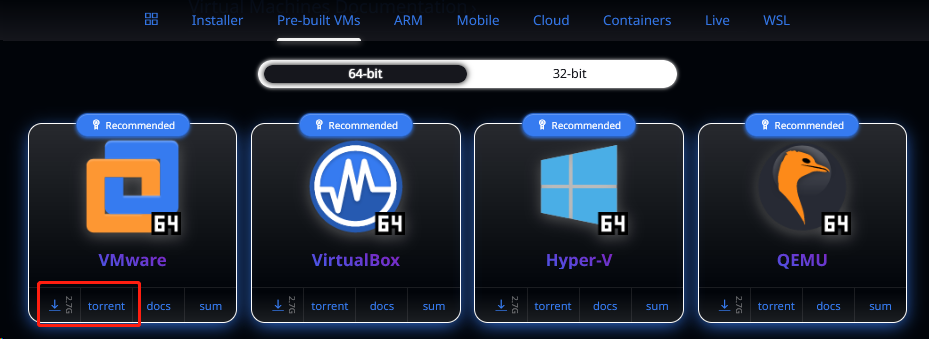 Virtual Machines Documentation
Installer Pre-built VMs ARM Mobile Cloud Containers Live WSL
64-bit 32-bit
Recommended Recommended Recommended Recommended
64 64 64 64
VMware VirtualBox Hyper-V QEMU
2.7G torrent docs sum 2.7G torrent docs sum 2.7G torrent docs sum 2.7G torrent docs sum